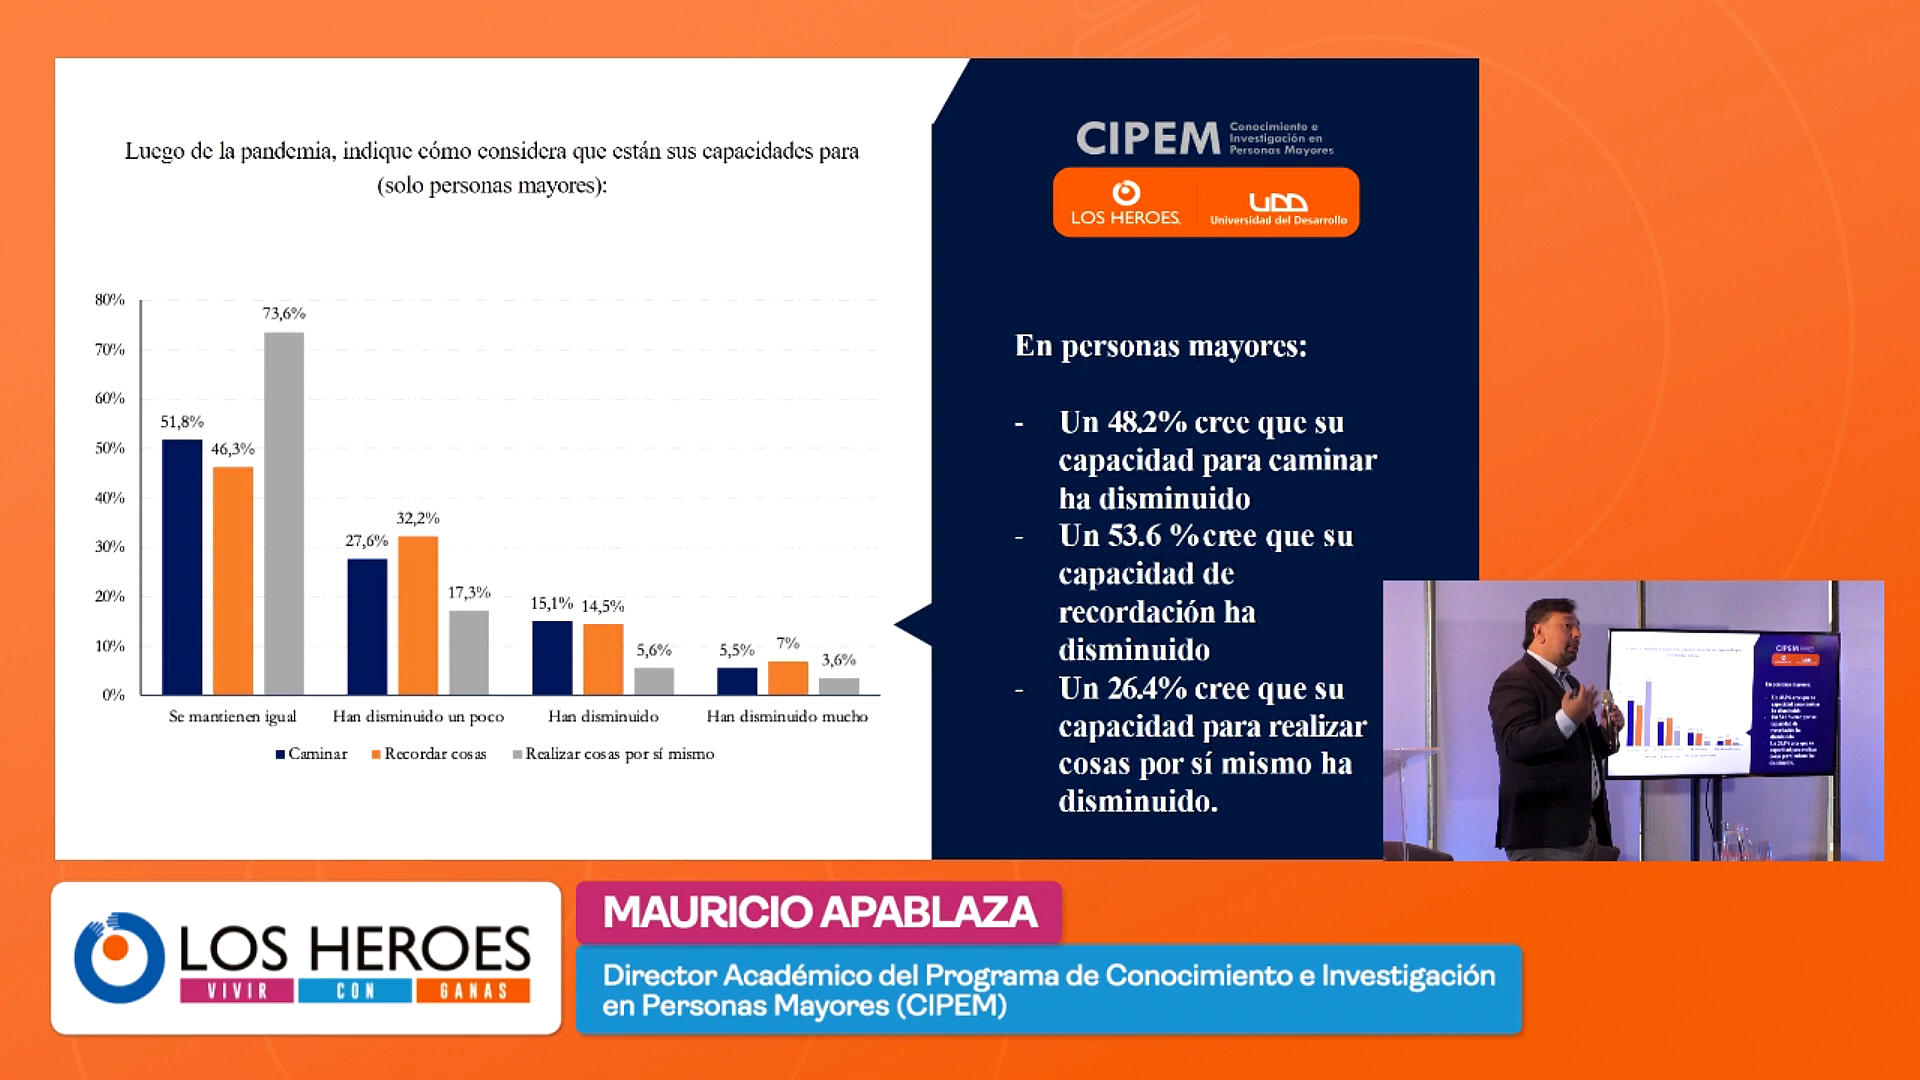 Luego de la pandemia, indique cómo considera que están sus capacidades para
(solo personas mayores):
80%
70%
60%
50%
40%
30%
20%
10%
0%
51,8%
46,3%
73,6%
27,6%
32,2%
17,3%
15,1%
14,5%
5,6%
5,5%
7%
3,6%
Se mantienen igual
Han disminuido un poco
Han disminuido
Han disminuido mucho
Caminar
Recordar cosas
Realizar cosas por sí mismo
CIPEM
Conocimiento e
Investigación en
Personas Mayores
LOS HEROES
UDD
Universidad del Desarrollo
En personas mayores:
- Un 48.2% cree que su
capacidad para caminar
ha disminuido
- Un 53.6 % cree que su
capacidad de
recordación ha
disminuido
- Un 26.4% cree que su
capacidad para realizar
cosas por sí mismo ha
disminuido.
CIPEM
LOS HEROES
VIVIR CON GANAS
MAURICIO APABLAZA
Director Académico del Programa de Conocimiento e Investigación
en Personas Mayores (CIPEM)